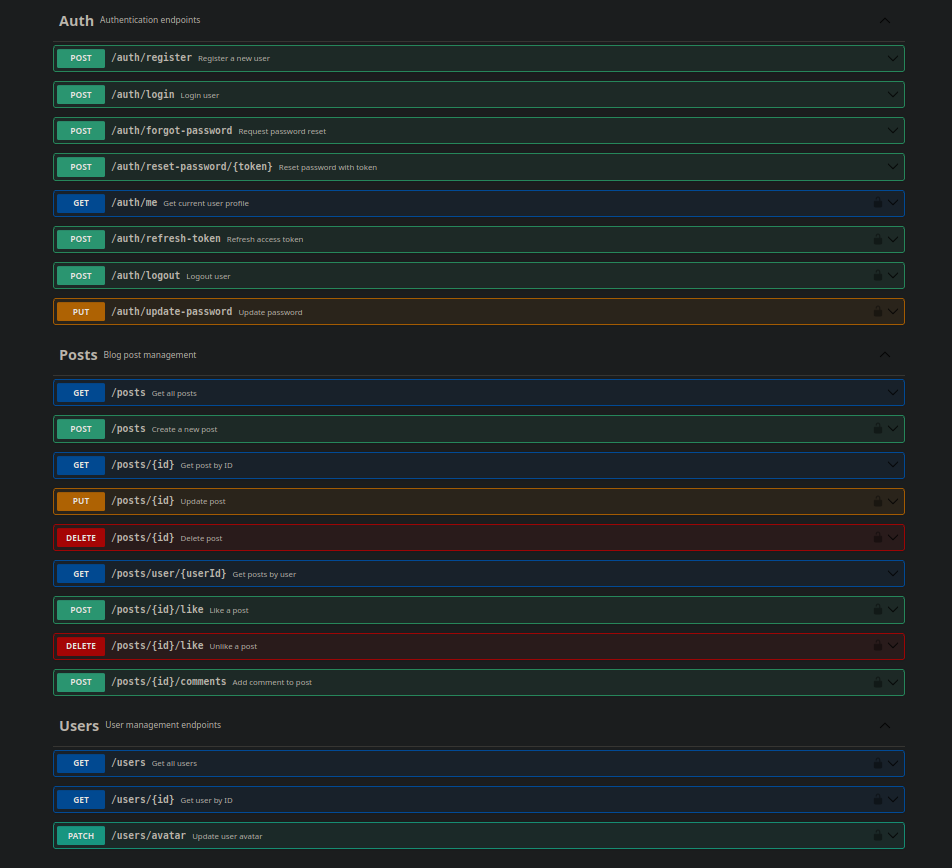 Auth Authentication endpoints
POST /auth/register Register a new user
POST /auth/login Login user
POST /auth/forgot-password Request password reset
POST /auth/reset-password/{token} Reset password with token
GET /auth/me Get current user profile
POST /auth/refresh-token Refresh access token
POST /auth/logout Logout user
PUT /auth/update-password Update password
Posts Blog post management
GET /posts Get all posts
POST /posts Create a new post
GET /posts/{id} Get post by ID
PUT /posts/{id} Update post
DELETE /posts/{id} Delete post
GET /posts/user/{userId} Get posts by user
POST /posts/{id}/like Like a post
DELETE /posts/{id}/like Unlike a post
POST /posts/{id}/comments Add comment to post
Users User management endpoints
GET /users Get all users
GET /users/{id} Get user by ID
PATCH /users/avatar Update user avatar